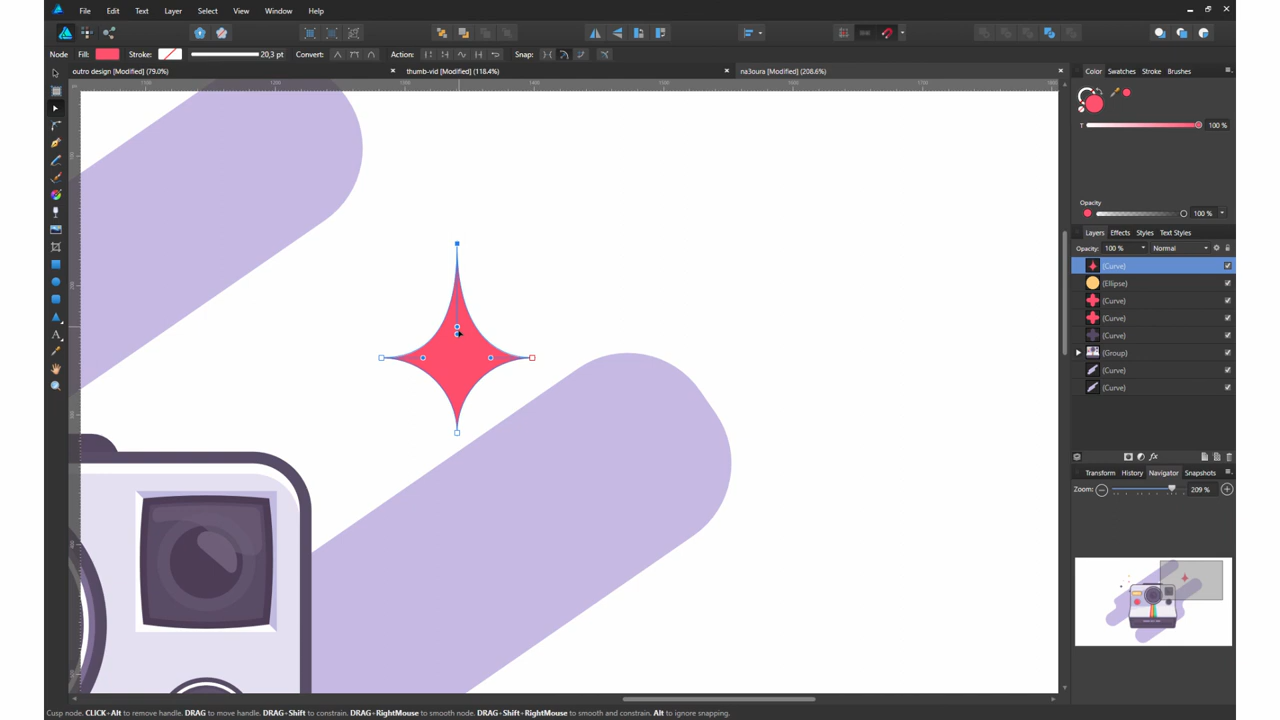 File Edit Text Layer Select View Window Help
Node Fill: Stroke: 20,3 pt Convert: Action: Snap:
outro design [Modified] (79.0%) thumb-vid [Modified] (118.4%) na3oura [Modified] (208.6%)
Color Swatches Stroke Brushes
T 100 %
Opacity
100 %
Layers Effects Styles Text Styles
Opacity: 100 % Normal
(Curve)
(Ellipse)
(Curve)
(Curve)
(Curve)
(Group)
(Curve)
(Curve)
Transform History Navigator Snapshots
Zoom: 209 %
Cusp node. CLICK+Alt to remove handle. DRAG to move handle. DRAG+Shift to constrain. DRAG+RightMouse to smooth node. DRAG+Shift+RightMouse to smooth and constrain. Alt to ignore snapping.